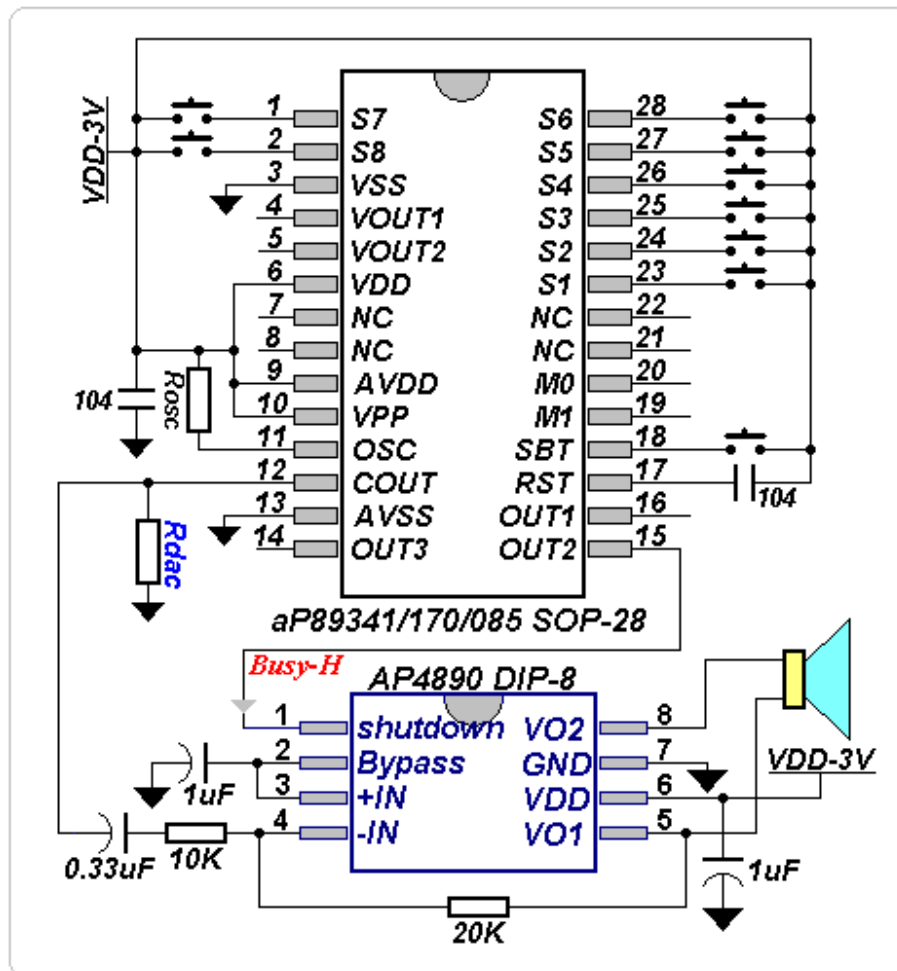 VDD-3V
1 S7 S6 28
2 S8 S5 27
3 VSS S4 26
4 VOUT1 S3 25
5 VOUT2 S2 24
6 VDD S1 23
7 NC NC 22
8 NC NC 21
9 AVDD M0 20
104 Rosc
10 VPP M1 19
11 OSC SBT 18
12 COUT RST 17
104
13 AVSS OUT1 16
14 OUT3 OUT2 15
Rdac
aP89341/170/085 SOP-28
Busy-H
AP4890 DIP-8
1 shutdown VO2 8
2 Bypass GND 7
VDD-3V
1uF
3 +IN VDD 6
4 -IN VO1 5
0.33uF 10K
1uF
20K